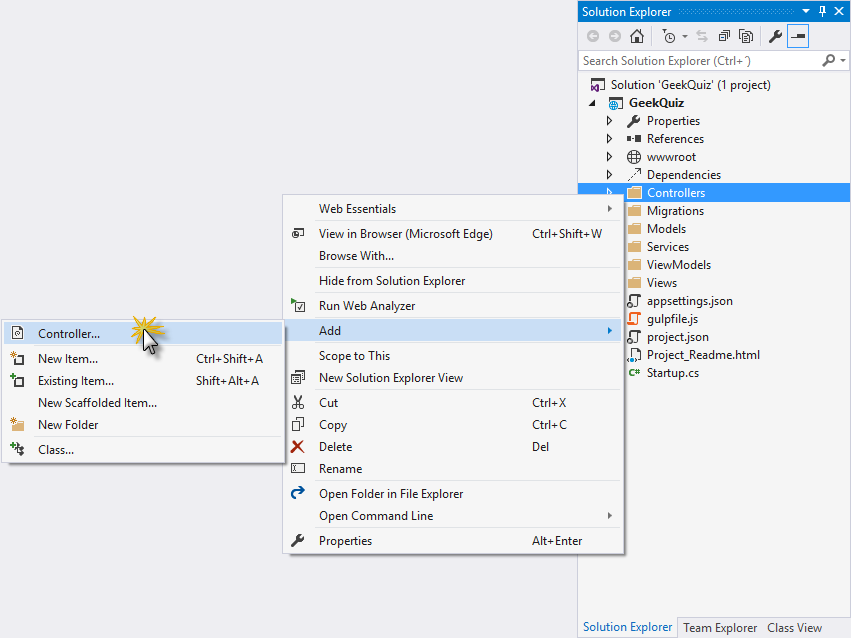 Solution Explorer
Search Solution Explorer (Ctrl+´)
Solution 'GeekQuiz' (1 project)
GeekQuiz
Properties
References
wwwroot
Dependencies
Controllers
Migrations
Models
Services
ViewModels
Views
appsettings.json
gulpfile.js
project.json
Project_Readme.html
Startup.cs
Web Essentials
View in Browser (Microsoft Edge) Ctrl+Shift+W
Browse With...
Hide from Solution Explorer
Run Web Analyzer
Add
Scope to This
New Solution Explorer View
Cut Ctrl+X
Copy Ctrl+C
Delete Del
Rename
Open Folder in File Explorer
Open Command Line
Properties Alt+Enter
Controller...
New Item... Ctrl+Shift+A
Existing Item... Shift+Alt+A
New Scaffolded Item...
New Folder
Class...
Solution Explorer Team Explorer Class View